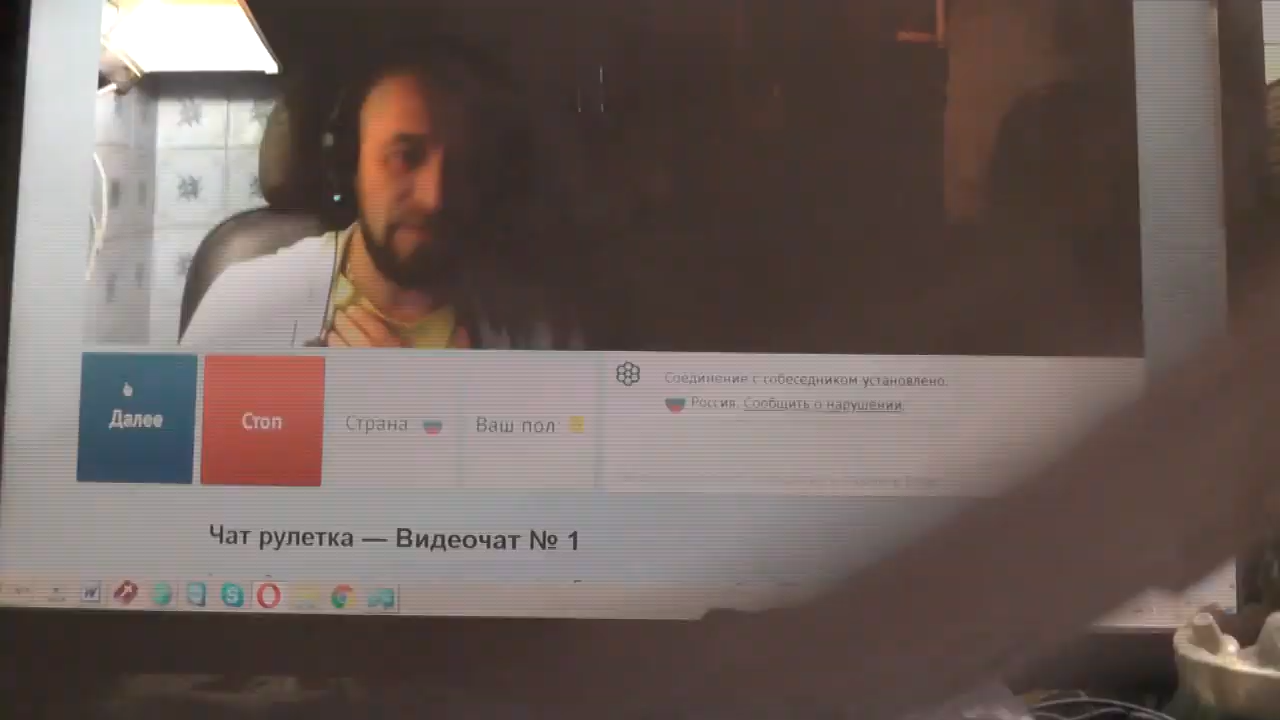 Соединение с собеседником установлено.
Россия. Сообщить о нарушении
Далее
Стоп
Страна
Ваш пол:
Чат рулетка — Видеочат № 1